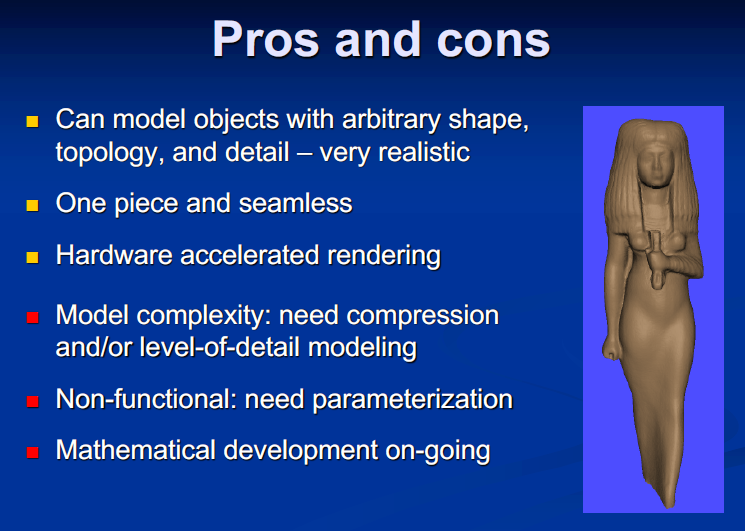 Pros and cons
Can model objects with arbitrary shape,
topology, and detail – very realistic
One piece and seamless
Hardware accelerated rendering
Model complexity: need compression
and/or level-of-detail modeling
Non-functional: need parameterization
Mathematical development on-going